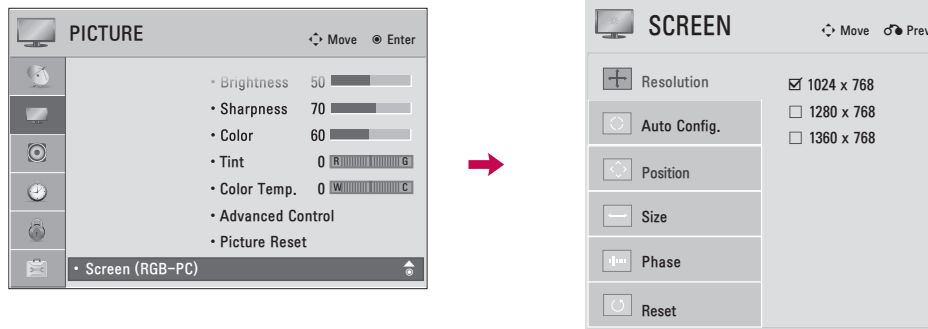 PICTURE
Move Enter
• Brightness 50
• Sharpness 70
• Color 60
• Tint 0 R G
• Color Temp. 0 W C
• Advanced Control
• Picture Reset
• Screen (RGB-PC)
SCREEN
Move Prev
Resolution
Auto Config.
Position
Size
Phase
Reset
☑ 1024 x 768
☐ 1280 x 768
☐ 1360 x 768